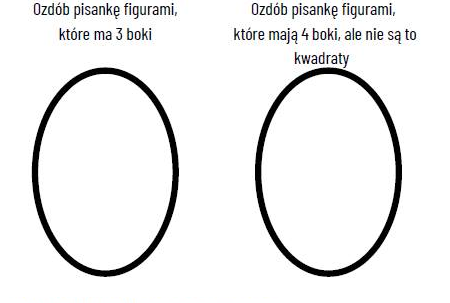 Ozdób pisankę figurami,
które ma 3 boki
Ozdób pisankę figurami,
które mają 4 boki, ale nie są to
kwadraty